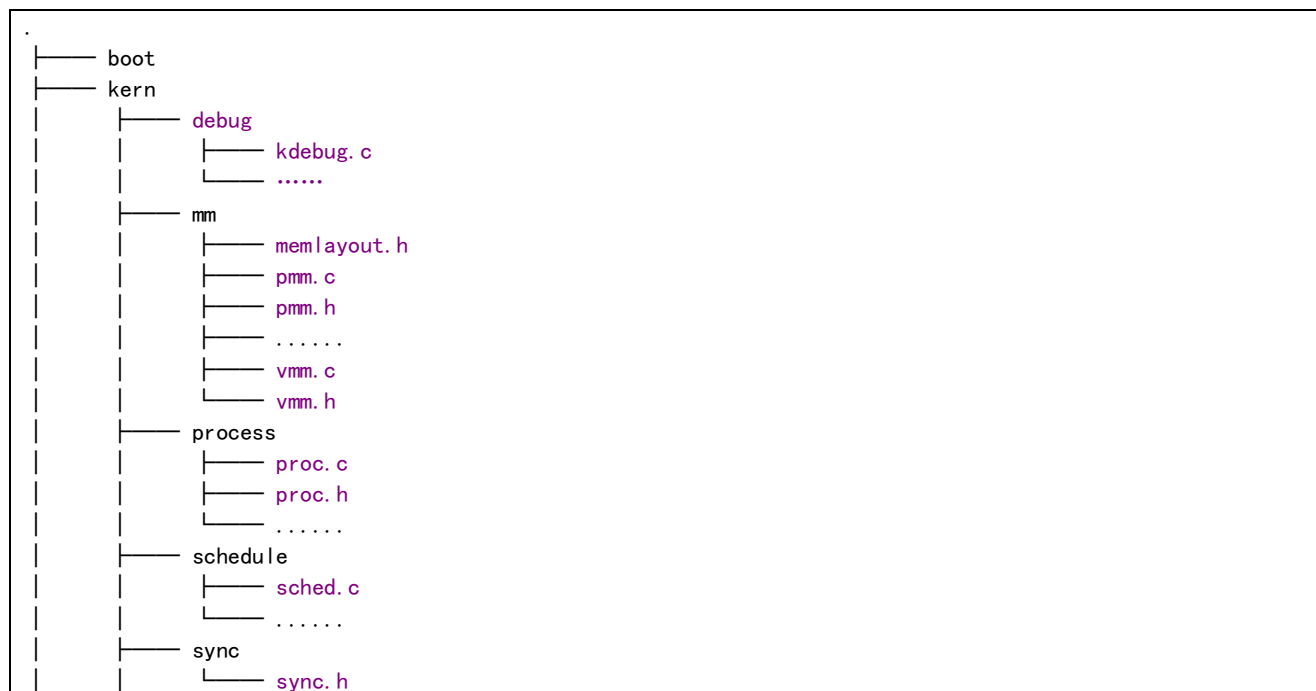 .
├── boot
├── kern
│ ├── debug
│ │ ├── kdebug.c
│ │ └── ……
│ ├── mm
│ │ ├── memlayout.h
│ │ ├── pmm.c
│ │ ├── pmm.h
│ │ ├── ......
│ │ ├── vmm.c
│ │ └── vmm.h
│ ├── process
│ │ ├── proc.c
│ │ ├── proc.h
│ │ └── ......
│ ├── schedule
│ │ ├── sched.c
│ │ └── ......
│ ├── sync
│ │ └── sync.h